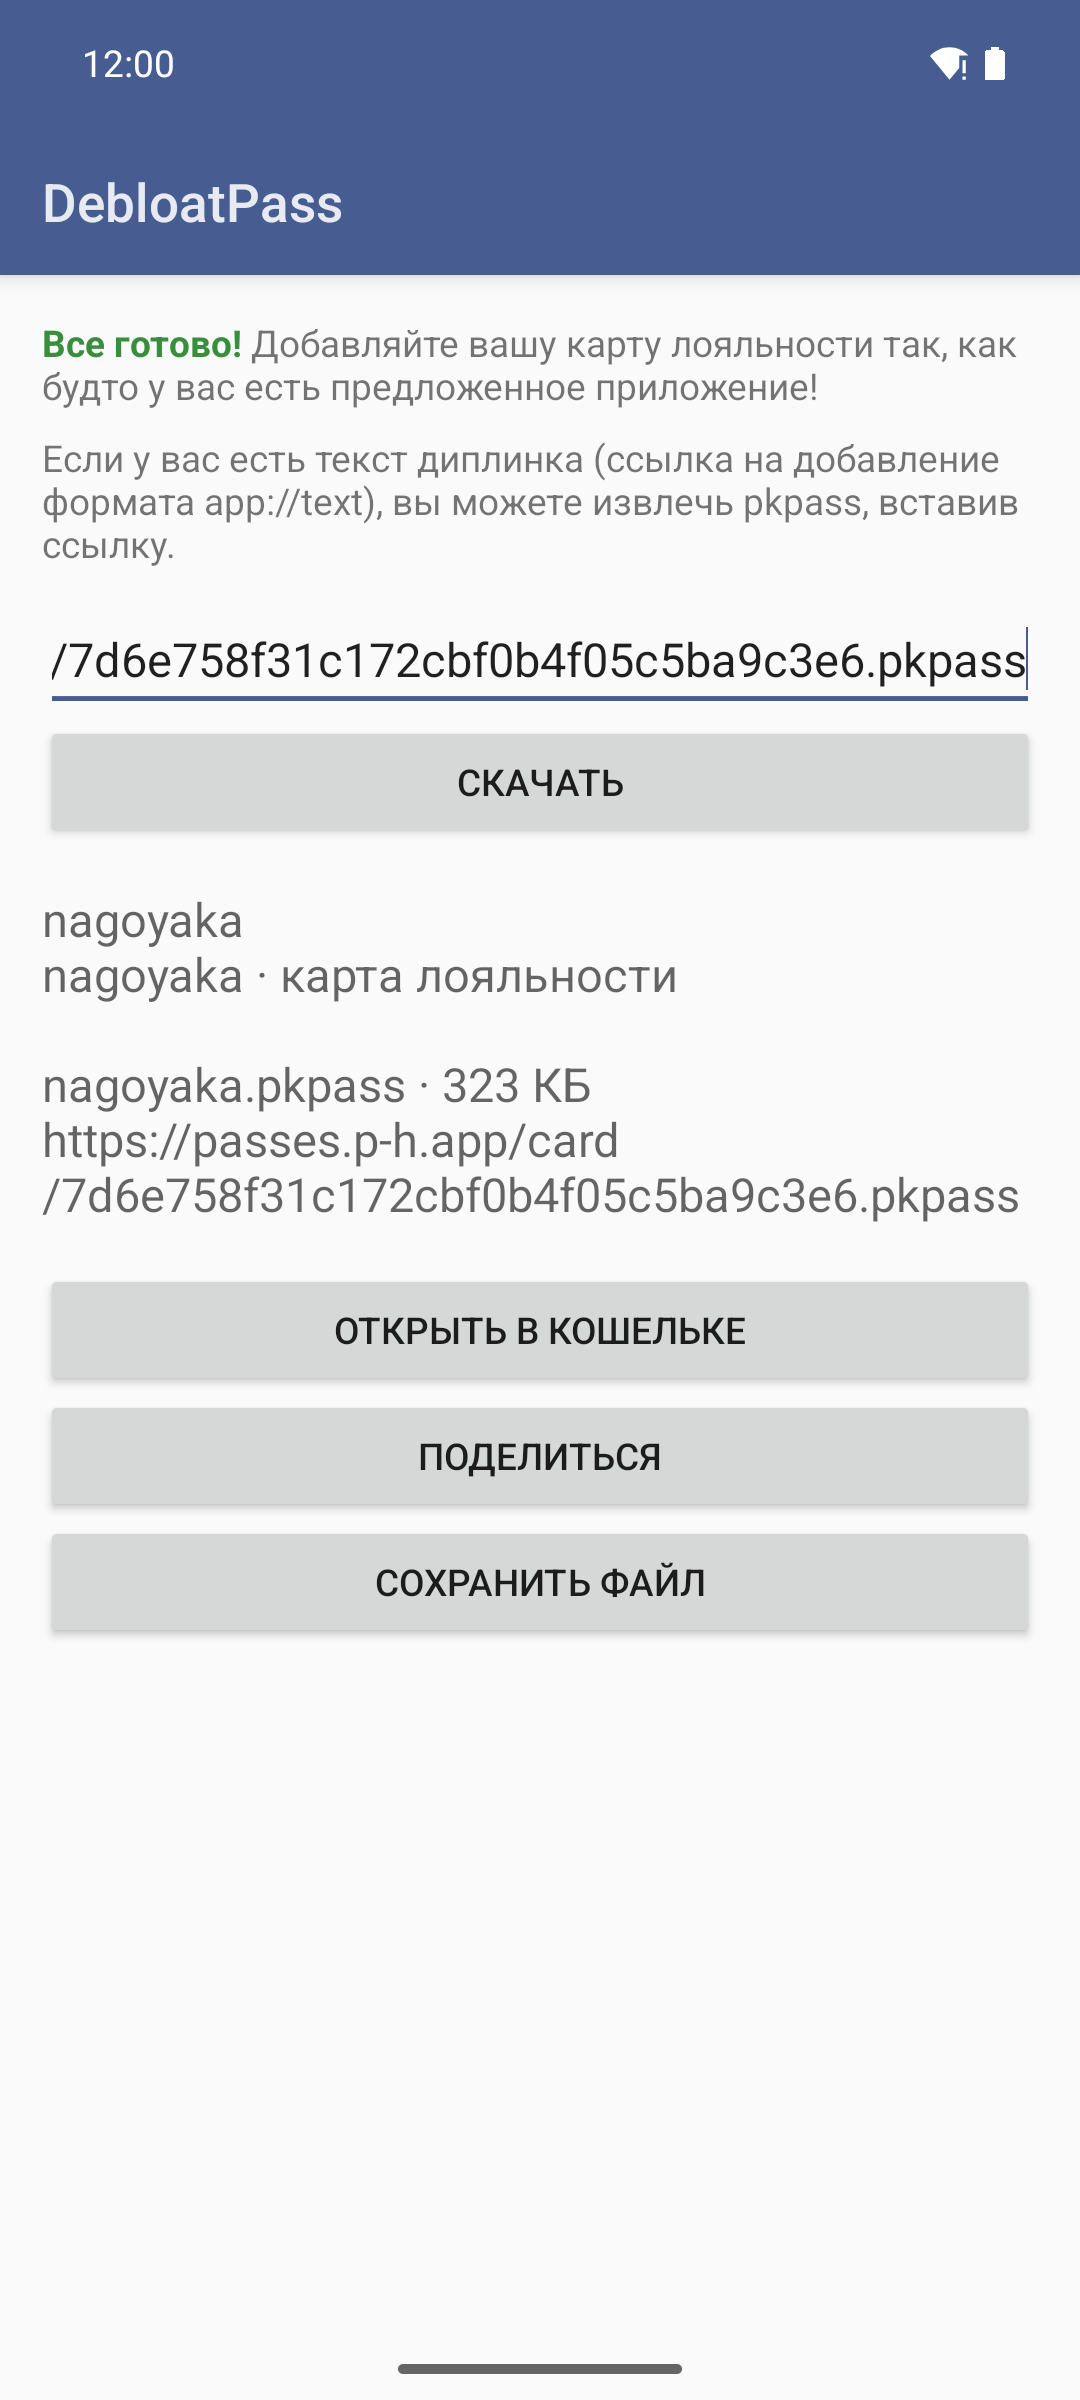 12:00
DebloatPass
Все готово! Добавляйте вашу карту лояльности так, как
будто у вас есть предложенное приложение!
Если у вас есть текст диплинка (ссылка на добавление
формата app://text), вы можете извлечь pkpass, вставив
ссылку.
/7d6e758f31c172cbf0b4f05c5ba9c3e6.pkpass
СКАЧАТЬ
nagoyaka
nagoyaka · карта лояльности
nagoyaka.pkpass · 323 КБ
https://passes.p-h.app/card
/7d6e758f31c172cbf0b4f05c5ba9c3e6.pkpass
ОТКРЫТЬ В КОШЕЛЬКЕ
ПОДЕЛИТЬСЯ
СОХРАНИТЬ ФАЙЛ